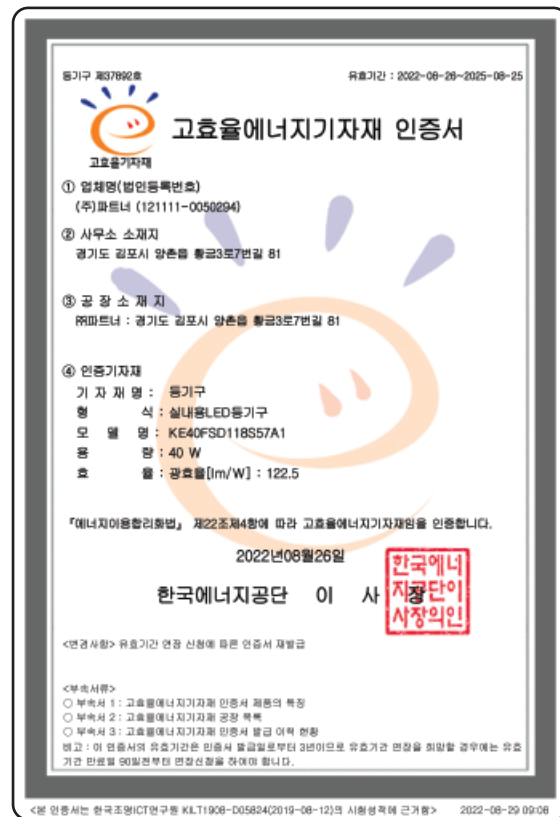 등기구 제37892호
유효기간 : 2022-08-26~2025-08-25
고효율기자재
고효율에너지기자재 인증서
① 업체명(법인등록번호)
(주)파트너 (121111-0050294)
② 사무소 소재지
경기도 김포시 양촌읍 황금3로7번길 81
③ 공 장 소 재 지
㈜파트너 : 경기도 김포시 양촌읍 황금3로7번길 81
④ 인증기자재
기 자 재 명 : 등기구
형 식 : 실내용LED등기구
모 델 명 : KE40FSD118S57A1
용 량 : 40 W
효 율 : 광효율[lm/W] : 122.5
『에너지이용합리화법』 제22조제4항에 따라 고효율에너지기자재임을 인증합니다.
2022년08월26일
한국에너지공단 이 사 장
한국에너
지공단이
사장의인
<변경사항> 유효기간 연장 신청에 따른 인증서 재발급
<부속서류>
○ 부속서 1 : 고효율에너지기자재 인증서 제품의 특징
○ 부속서 2 : 고효율에너지기자재 공장 목록
○ 부속서 3 : 고효율에너지기자재 인증서 발급 이력 현황
비고 : 이 인증서의 유효기간은 인증서 발급일로부터 3년이므로 유효기간 연장을 희망할 경우에는 유효
기간 만료일 90일전부터 연장신청을 하여야 합니다.
<본 인증서는 한국조명ICT연구원 KILT1908-D05824(2019-08-12)의 시험성적에 근거함> 2022-08-29 09:08